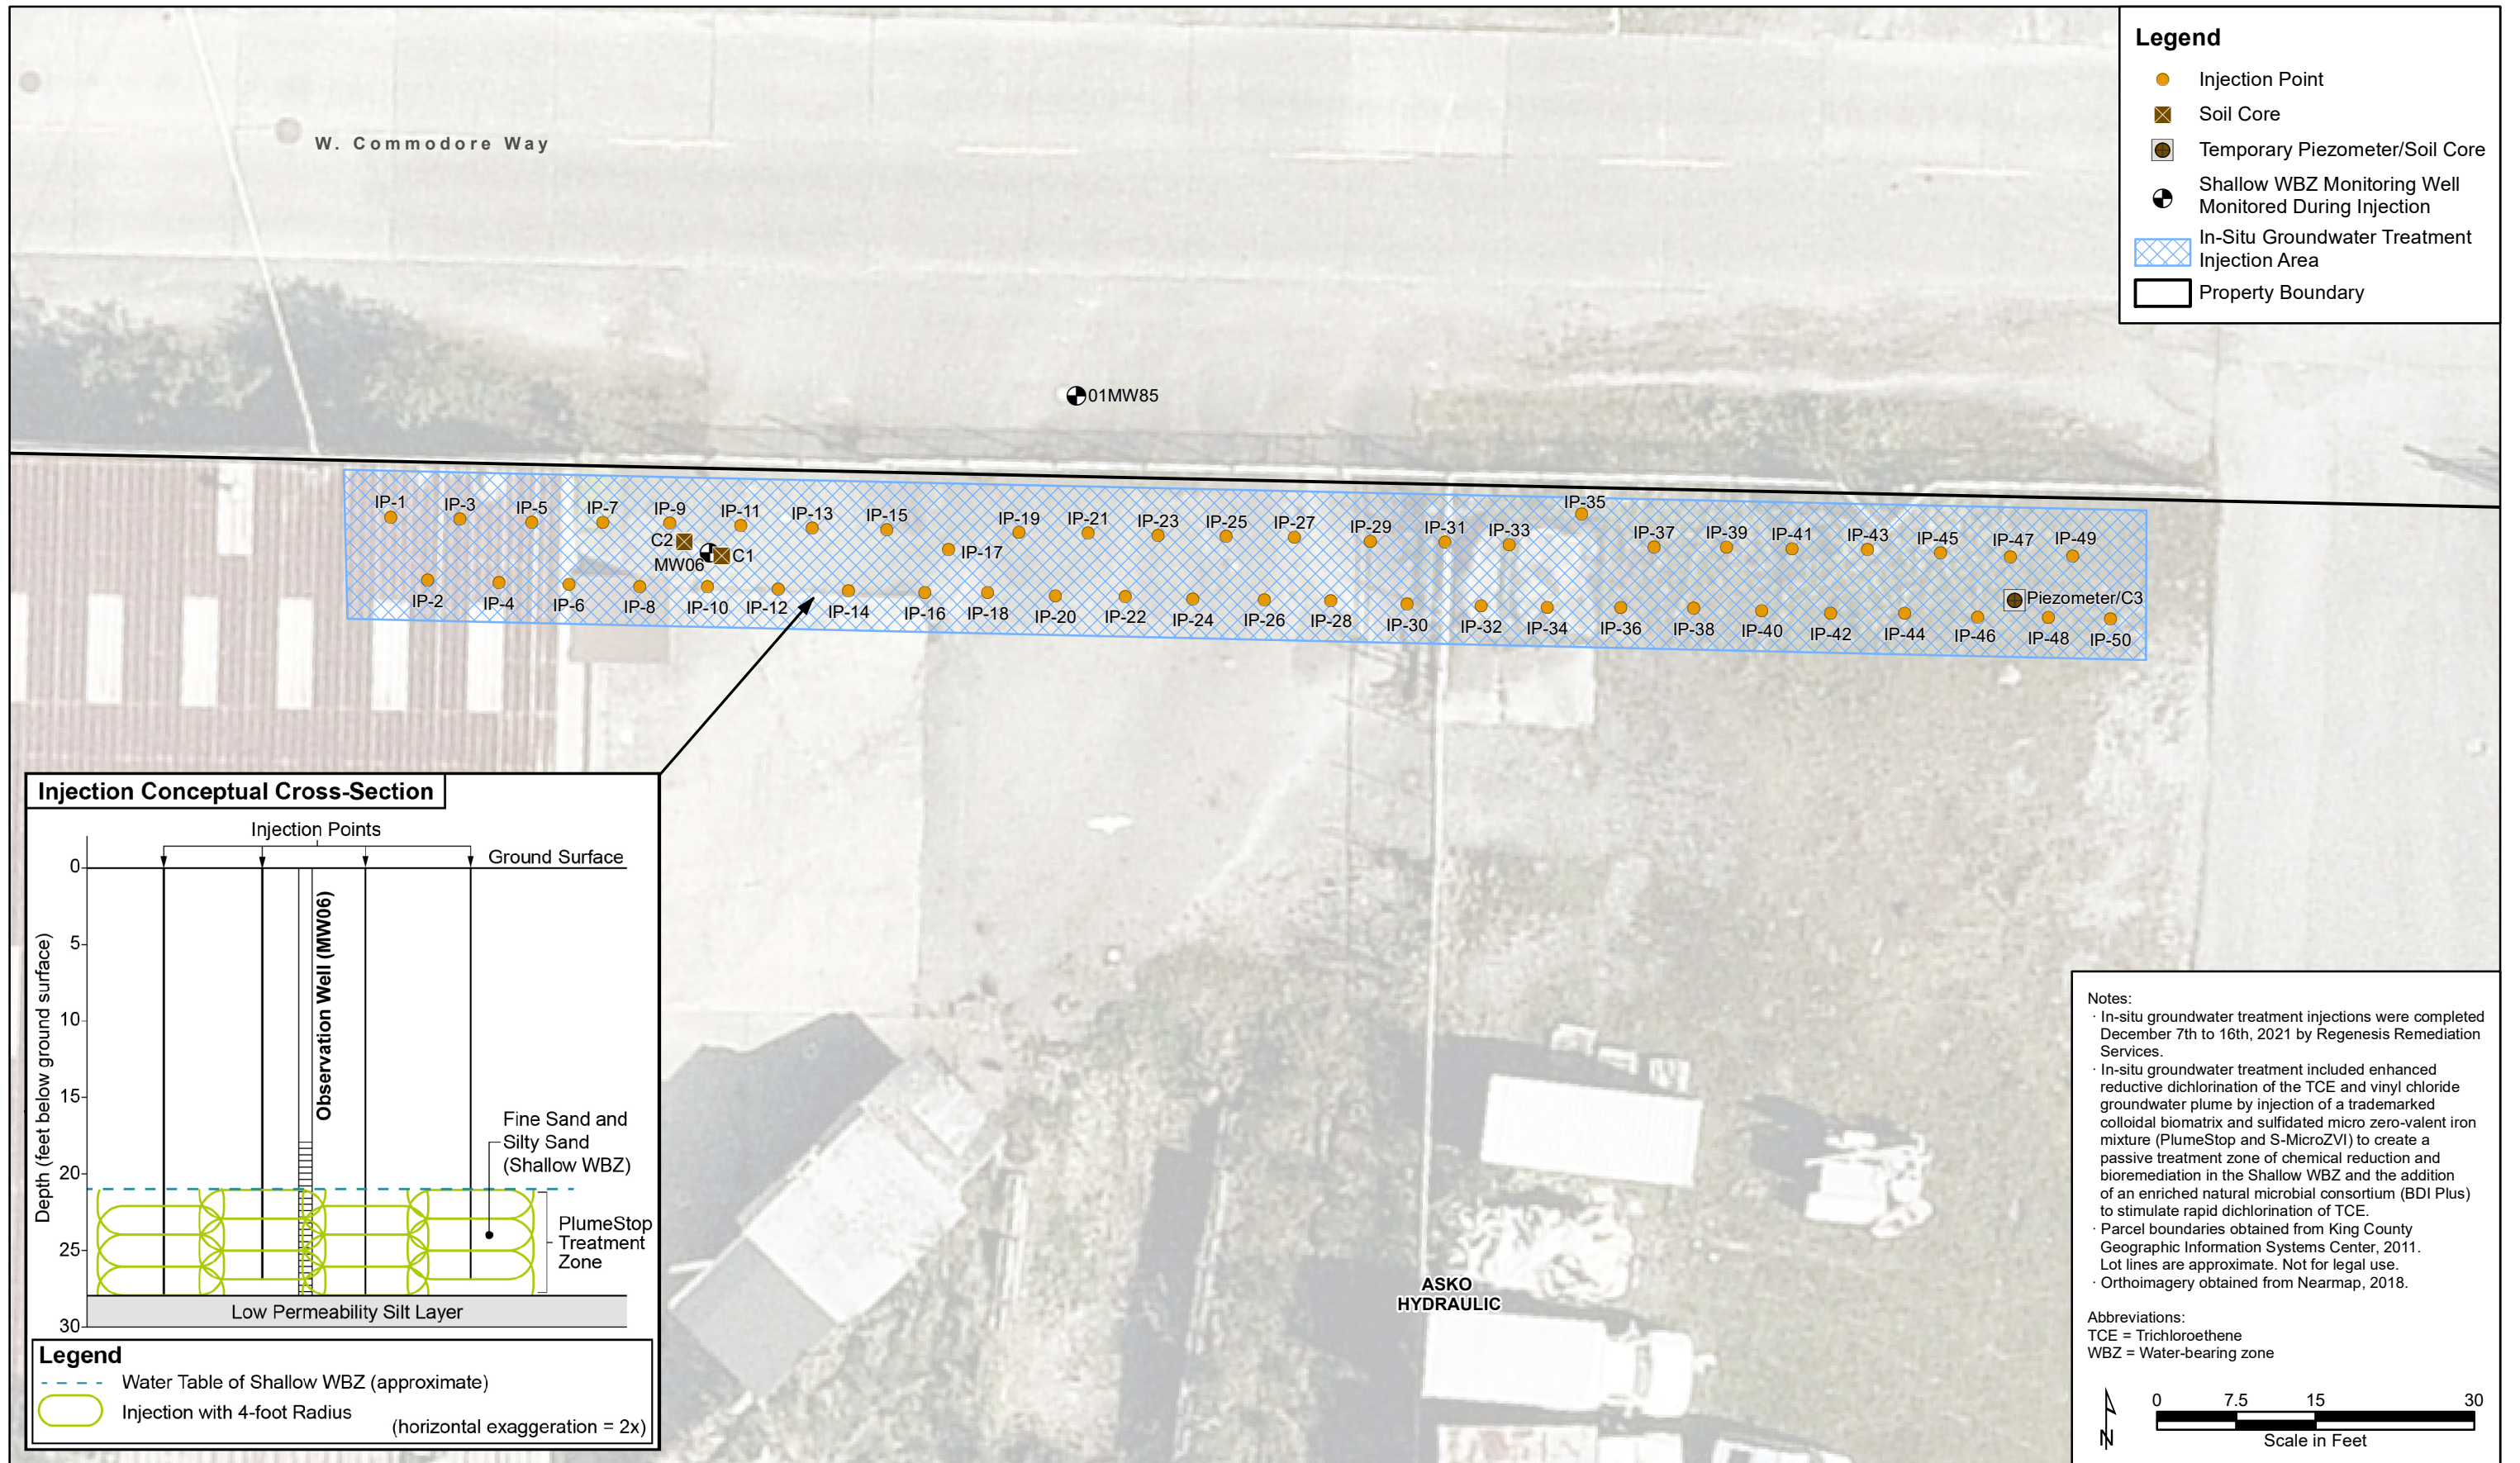 Legend
Injection Point
Soil Core
Temporary Piezometer/Soil Core
Shallow WBZ Monitoring Well
Monitored During Injection
In-Situ Groundwater Treatment
Injection Area
Property Boundary
W. Commodore Way
01MW85
IP-1
IP-3
IP-5
IP-7
IP-9
IP-11
IP-13
IP-15
IP-17
IP-19
IP-21
IP-23
IP-25
IP-27
IP-29
IP-31
IP-33
IP-35
IP-37
IP-39
IP-41
IP-43
IP-45
IP-47
IP-49
C2
MW06
C1
Piezometer/C3
IP-2
IP-4
IP-6
IP-8
IP-10
IP-12
IP-14
IP-16
IP-18
IP-20
IP-22
IP-24
IP-26
IP-28
IP-30
IP-32
IP-34
IP-36
IP-38
IP-40
IP-42
IP-44
IP-46
IP-48
IP-50
Injection Conceptual Cross-Section
Injection Points
Ground Surface
0
5
10
15
20
25
30
Depth (feet below ground surface)
Observation Well (MW06)
Fine Sand and
Silty Sand
(Shallow WBZ)
PlumeStop
Treatment
Zone
Low Permeability Silt Layer
Legend
Water Table of Shallow WBZ (approximate)
Injection with 4-foot Radius
(horizontal exaggeration = 2x)
ASKO
HYDRAULIC
Notes:
· In-situ groundwater treatment injections were completed
December 7th to 16th, 2021 by Regenesis Remediation
Services.
· In-situ groundwater treatment included enhanced
reductive dichlorination of the TCE and vinyl chloride
groundwater plume by injection of a trademarked
colloidal biomatrix and sulfidated micro zero-valent iron
mixture (PlumeStop and S-MicroZVI) to create a
passive treatment zone of chemical reduction and
bioremediation in the Shallow WBZ and the addition
of an enriched natural microbial consortium (BDI Plus)
to stimulate rapid dichlorination of TCE.
· Parcel boundaries obtained from King County
Geographic Information Systems Center, 2011.
Lot lines are approximate. Not for legal use.
· Orthoimagery obtained from Nearmap, 2018.
Abbreviations:
TCE = Trichloroethene
WBZ = Water-bearing zone
N
0 7.5 15 30
Scale in Feet